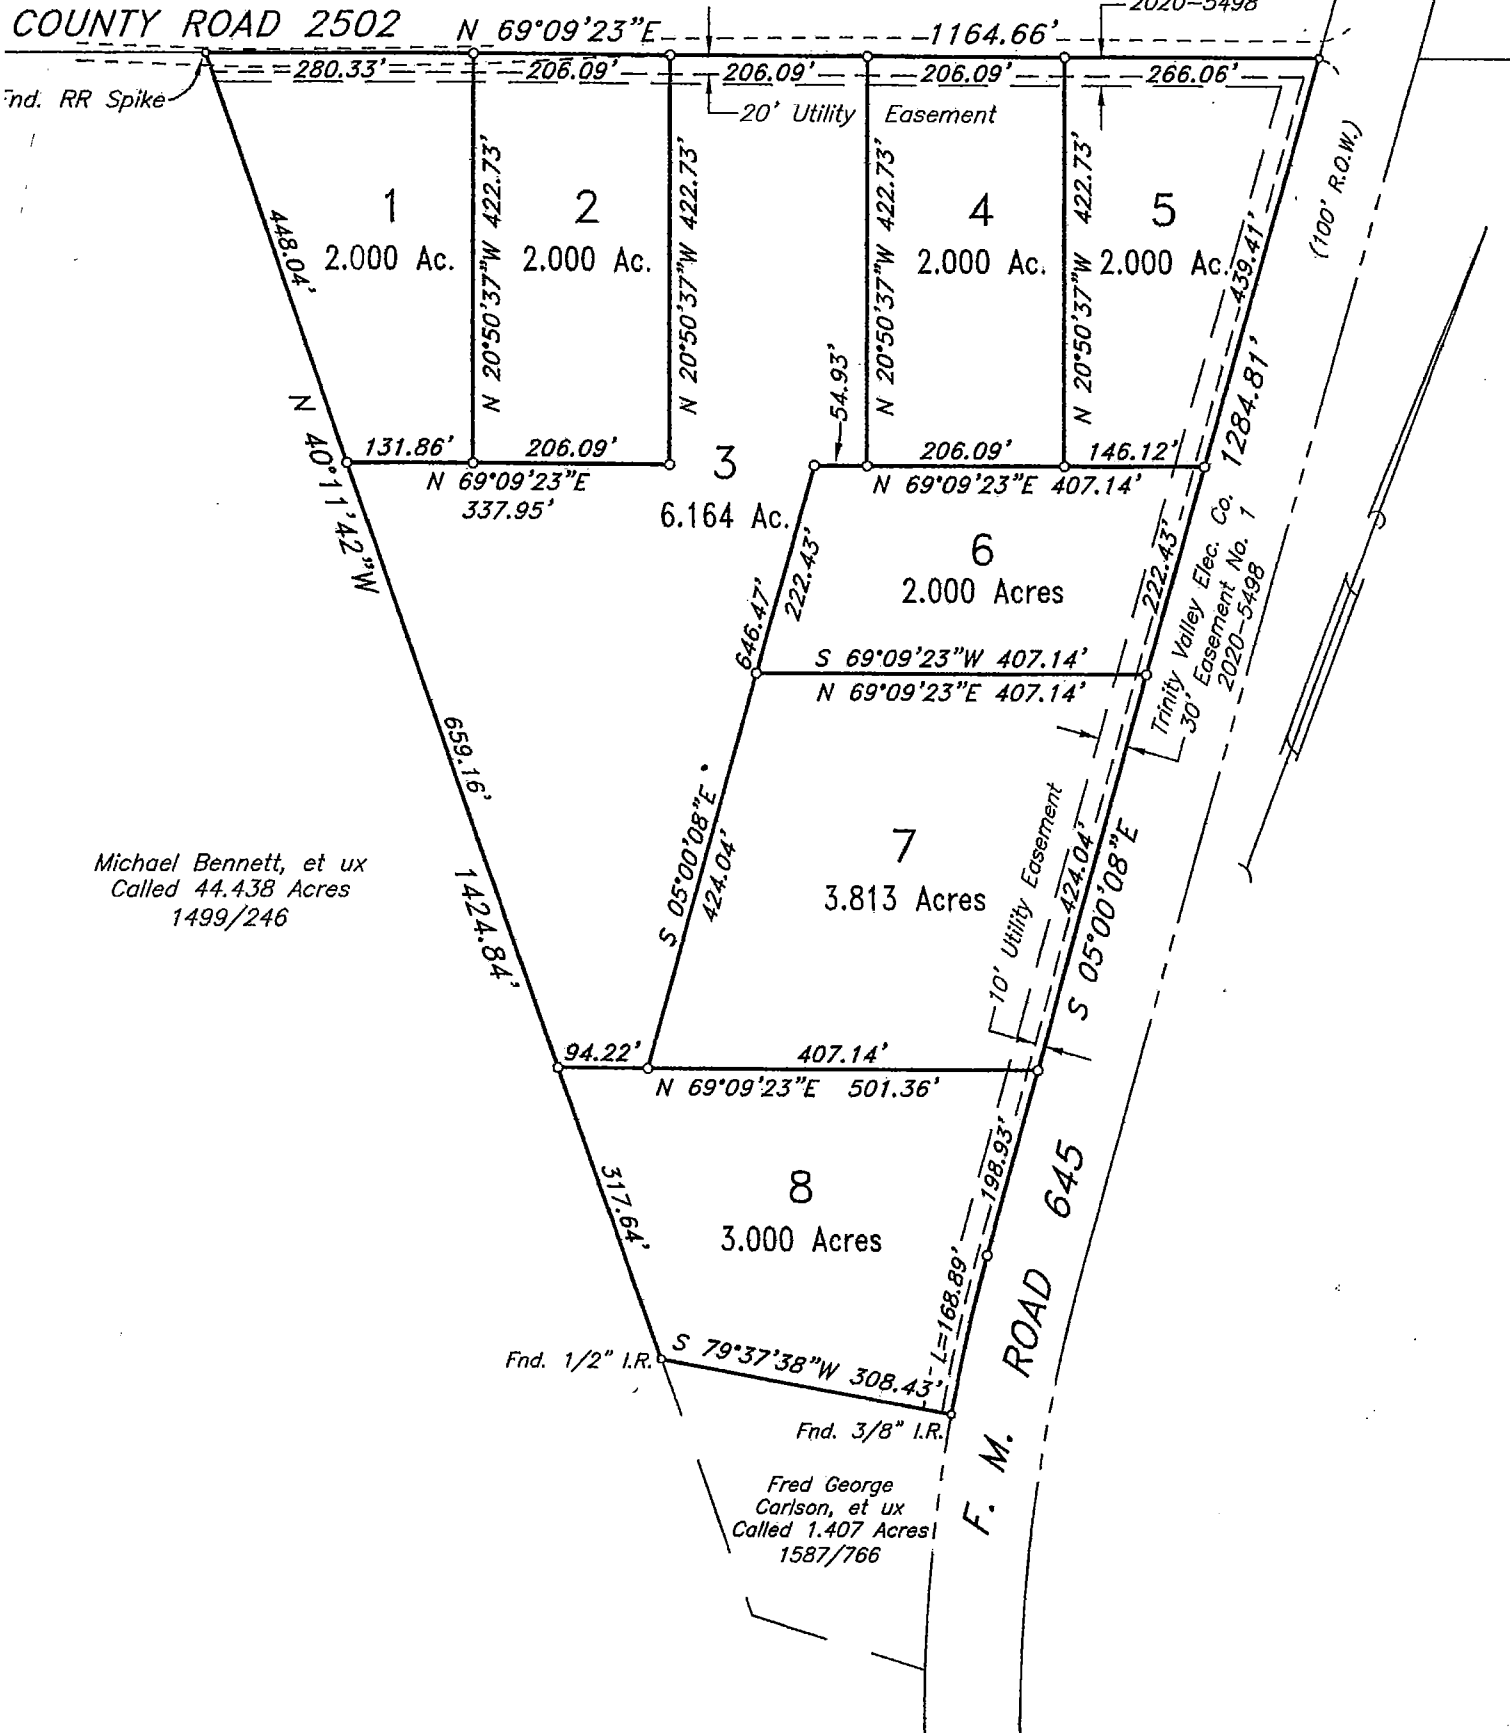 COUNTY ROAD 2502
N 69°09'23"E
1164.66'
2020-5498
280.33'
206.09'
206.09'
206.09'
266.06'
Fnd. RR Spike
20' Utility Easement
(100' R.O.W.)
1
2.000 Ac.
2
2.000 Ac.
4
2.000 Ac.
5
2.000 Ac.
448.04'
N 20°50'37"W 422.73'
N 20°50'37"W 422.73'
N 20°50'37"W 422.73'
N 20°50'37"W 422.73'
439.41'
1284.81'
54.93'
131.86'
206.09'
N 69°09'23"E
337.95'
3
6.164 Ac.
206.09'
146.12'
N 69°09'23"E 407.14'
N 40°11'42"W
222.43'
646.47'
6
2.000 Acres
222.43'
Trinity Valley Elec. Co.
30' Easement No. 1
2020-5498
S 69°09'23"W 407.14'
N 69°09'23"E 407.14'
659.16'
1424.84'
Michael Bennett, et ux
Called 44.438 Acres
1499/246
S 05°00'08"E
424.04'
7
3.813 Acres
10' Utility Easement
424.04'
S 05°00'08"E
94.22'
407.14'
N 69°09'23"E 501.36'
317.64'
8
3.000 Acres
198.93'
L=168.89'
F. M. ROAD 645
Fnd. 1/2" I.R.
S 79°37'38"W 308.43'
Fnd. 3/8" I.R.
Fred George
Carlson, et ux
Called 1.407 Acres
1587/766